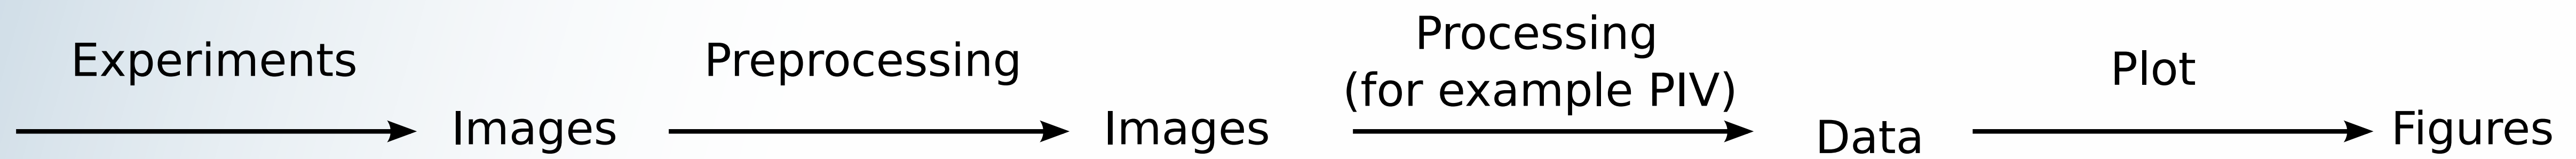 Experiments
Images
Preprocessing
Images
Processing
(for example PIV)
Data
Plot
Figures